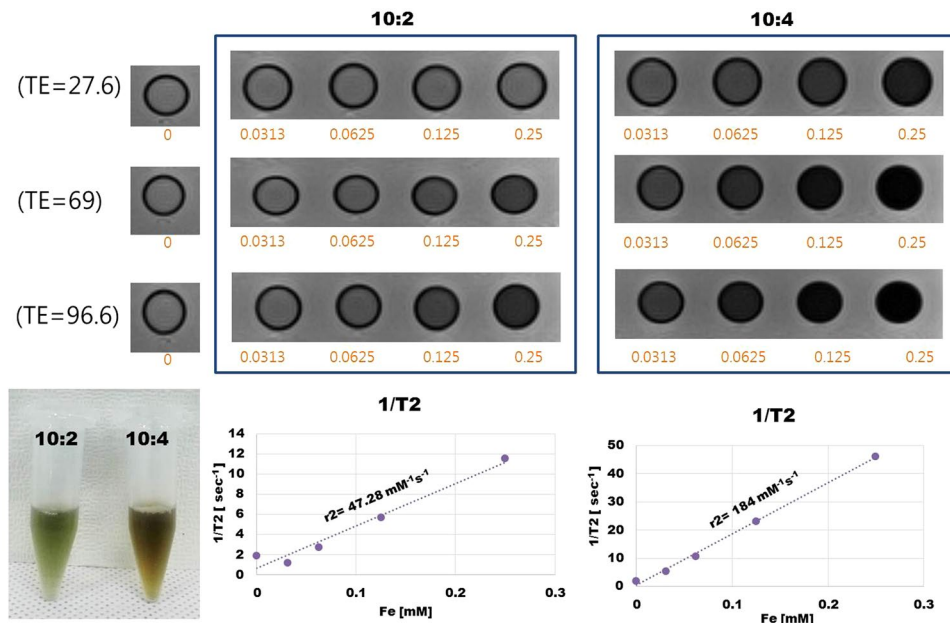 10:2
10:4
(TE=27.6)
0
0.0313 0.0625 0.125 0.25
0.0313 0.0625 0.125 0.25
(TE=69)
0
0.0313 0.0625 0.125 0.25
0.0313 0.0625 0.125 0.25
(TE=96.6)
0
0.0313 0.0625 0.125 0.25
0.0313 0.0625 0.125 0.25
10:2 10:4
1/T2
14
12
10
8
6
4
2
0
1/T2 [ sec⁻¹]
r2= 47.28 mM⁻¹s⁻¹
0 0.1 0.2 0.3
Fe [mM]
1/T2
50
40
30
20
10
0
1/T2 [ sec⁻¹]
r2= 184 mM⁻¹s⁻¹
0 0.1 0.2 0.3
Fe [mM]